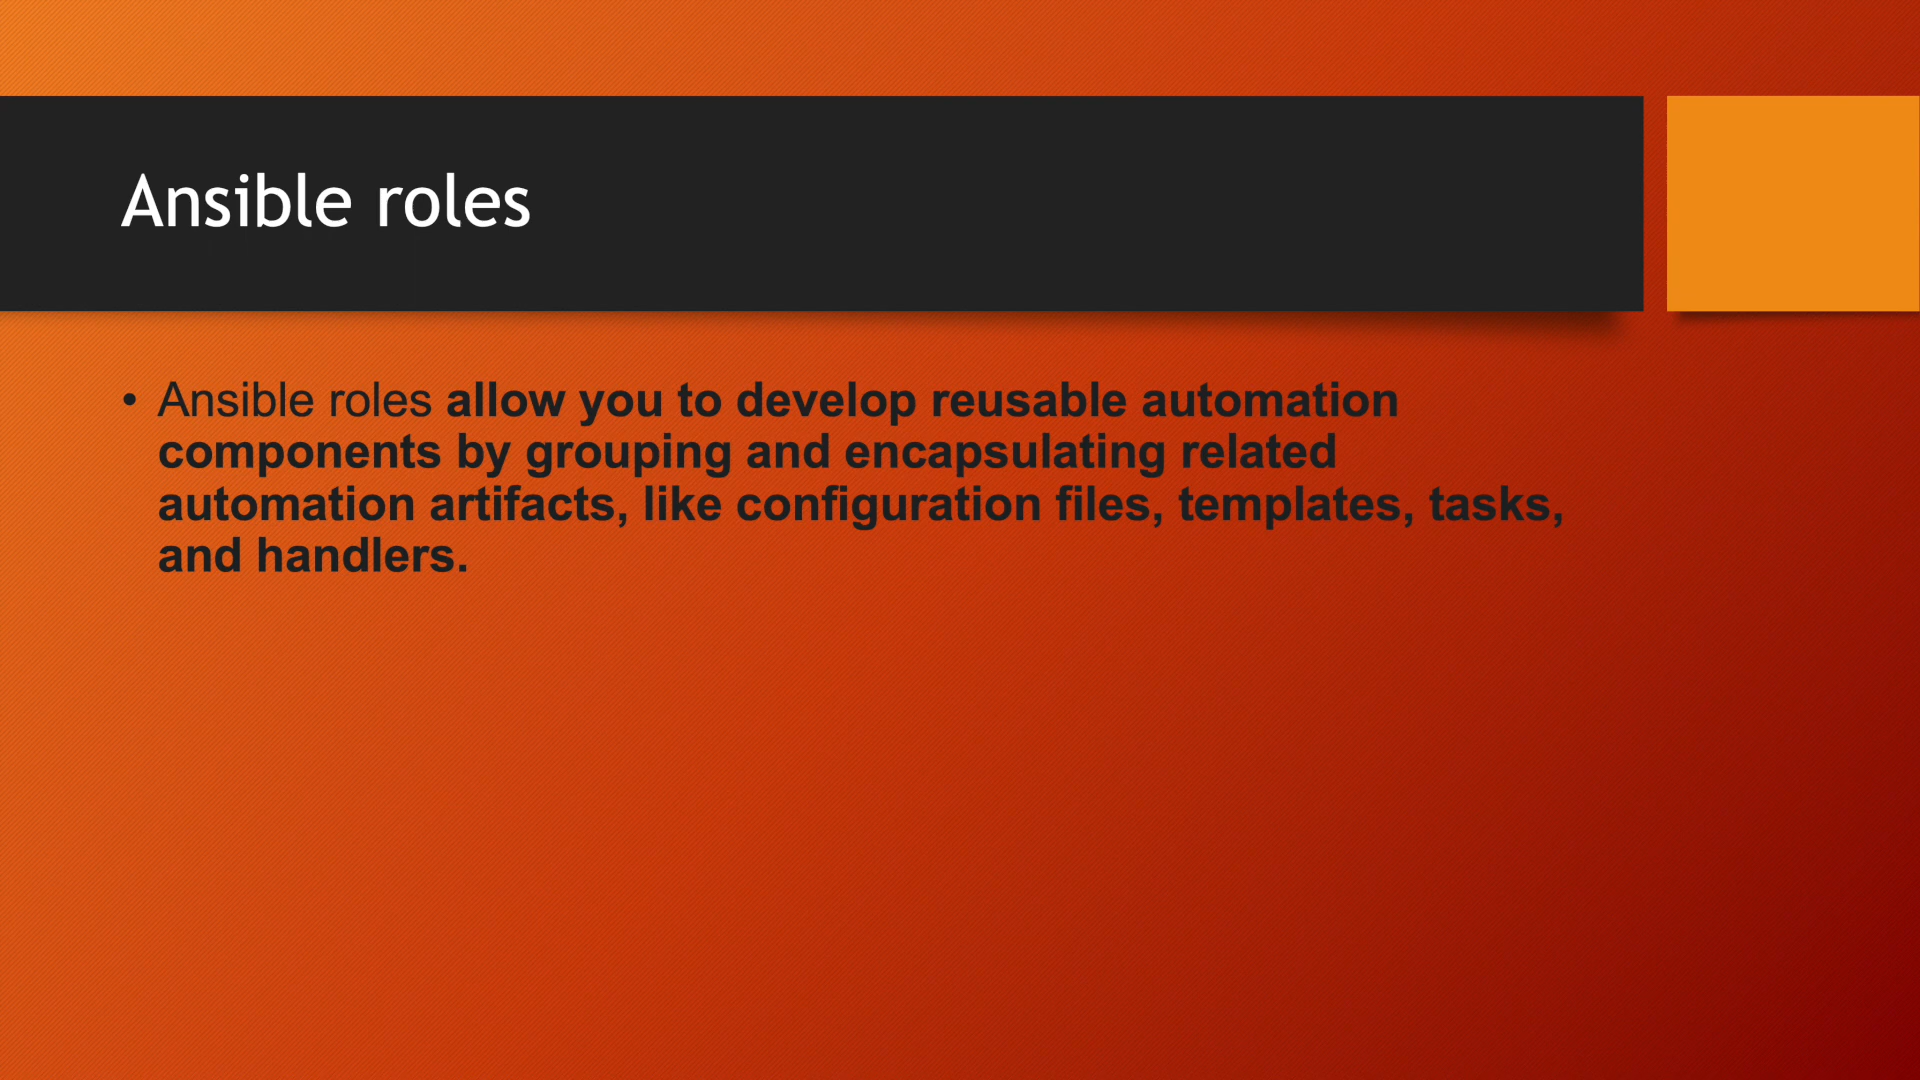 Ansible roles
• Ansible roles allow you to develop reusable automation
components by grouping and encapsulating related
automation artifacts, like configuration files, templates, tasks,
and handlers.